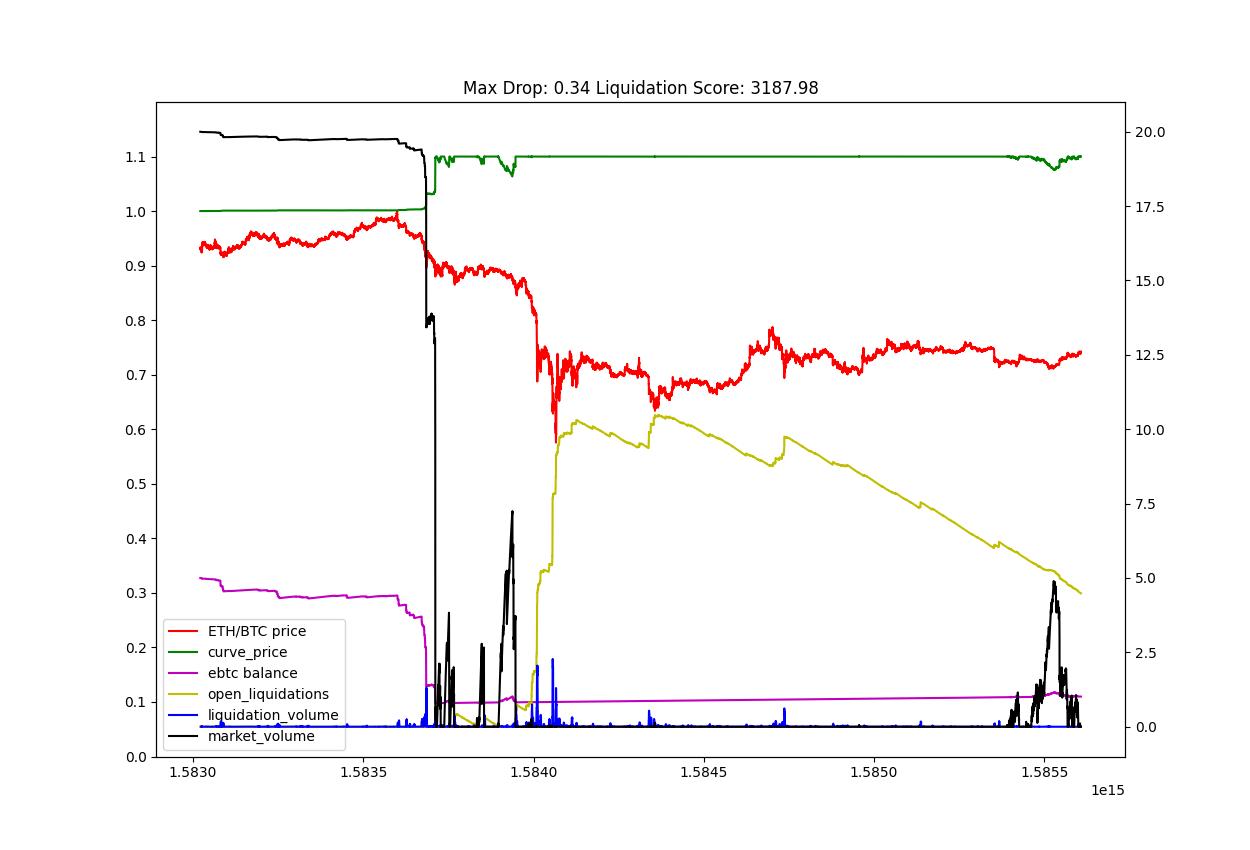 Max Drop: 0.34 Liquidation Score: 3187.98
1.1
1.0
0.9
0.8
0.7
0.6
0.5
0.4
0.3
0.2
0.1
0.0
20.0
17.5
15.0
12.5
10.0
7.5
5.0
2.5
0.0
ETH/BTC price
curve_price
ebtc balance
open_liquidations
liquidation_volume
market_volume
1.5830 1.5835 1.5840 1.5845 1.5850 1.5855
1e15